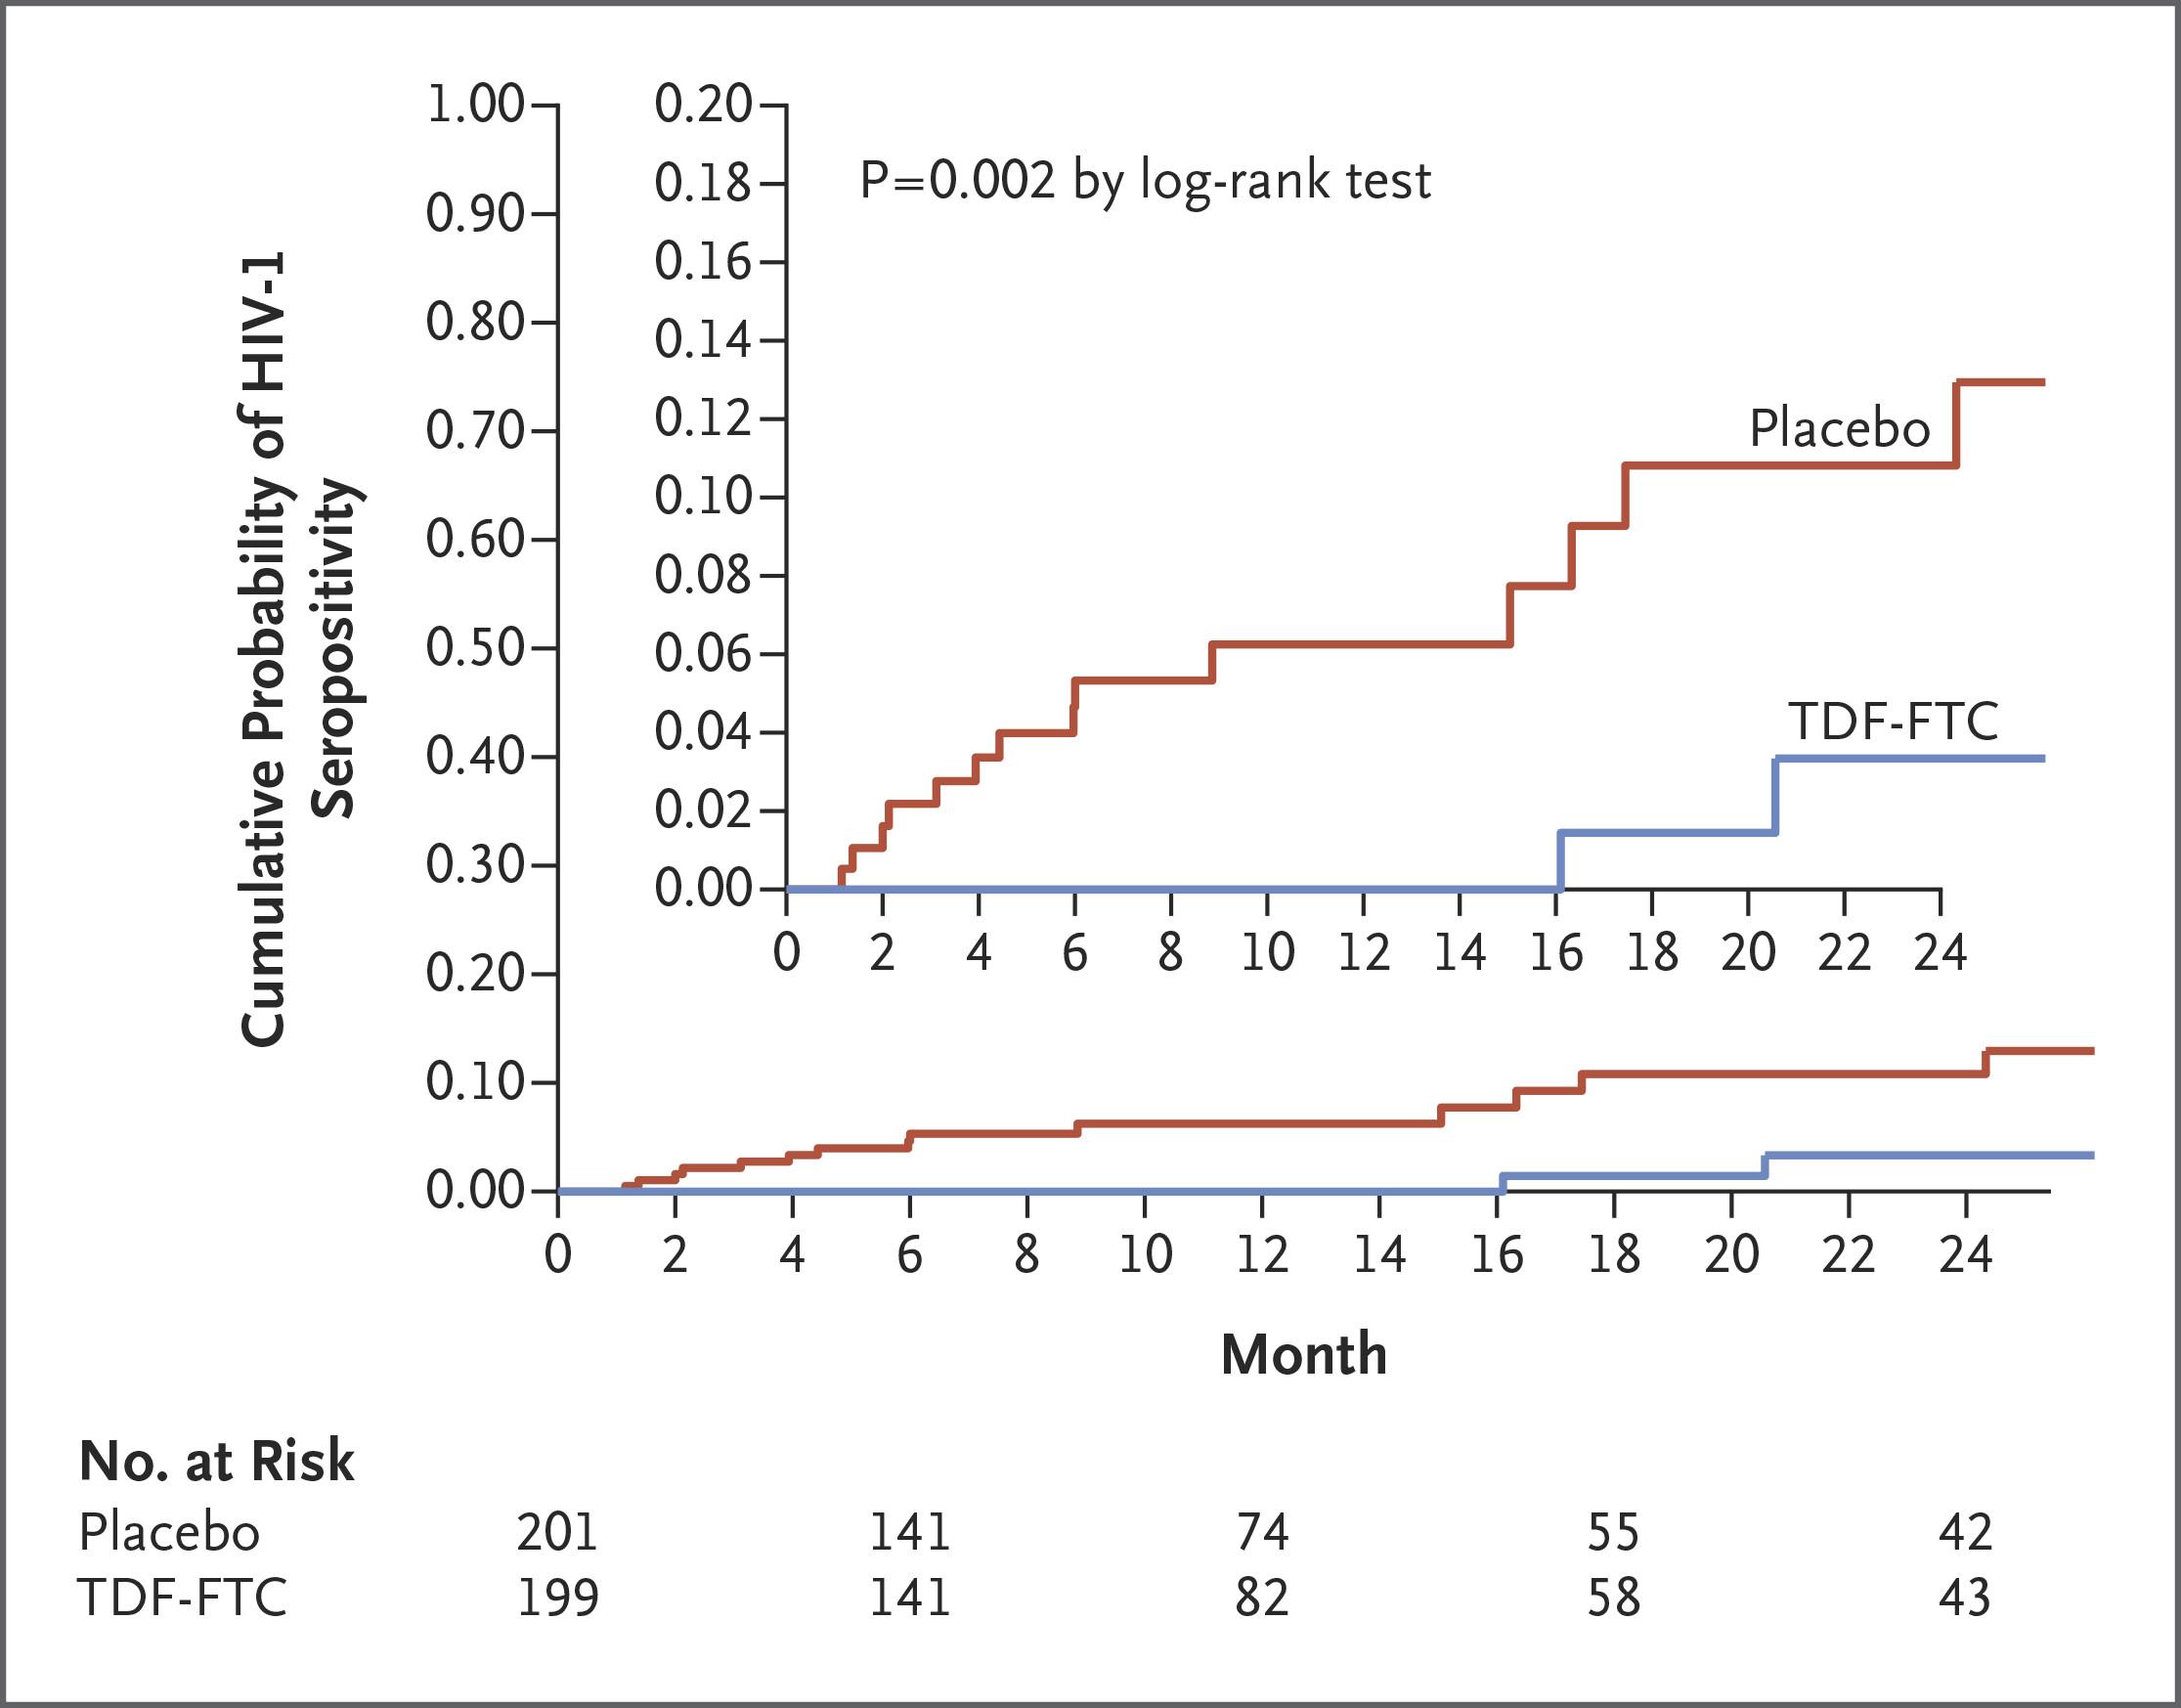 Cumulative Probability of HIV-1
Seropositivity
1.00
0.90
0.80
0.70
0.60
0.50
0.40
0.30
0.20
0.10
0.00
0.20
0.18
0.16
0.14
0.12
0.10
0.08
0.06
0.04
0.02
0.00
P=0.002 by log-rank test
Placebo
TDF-FTC
0 2 4 6 8 10 12 14 16 18 20 22 24
0 2 4 6 8 10 12 14 16 18 20 22 24
Month
No. at Risk
Placebo 201 141 74 55 42
TDF-FTC 199 141 82 58 43